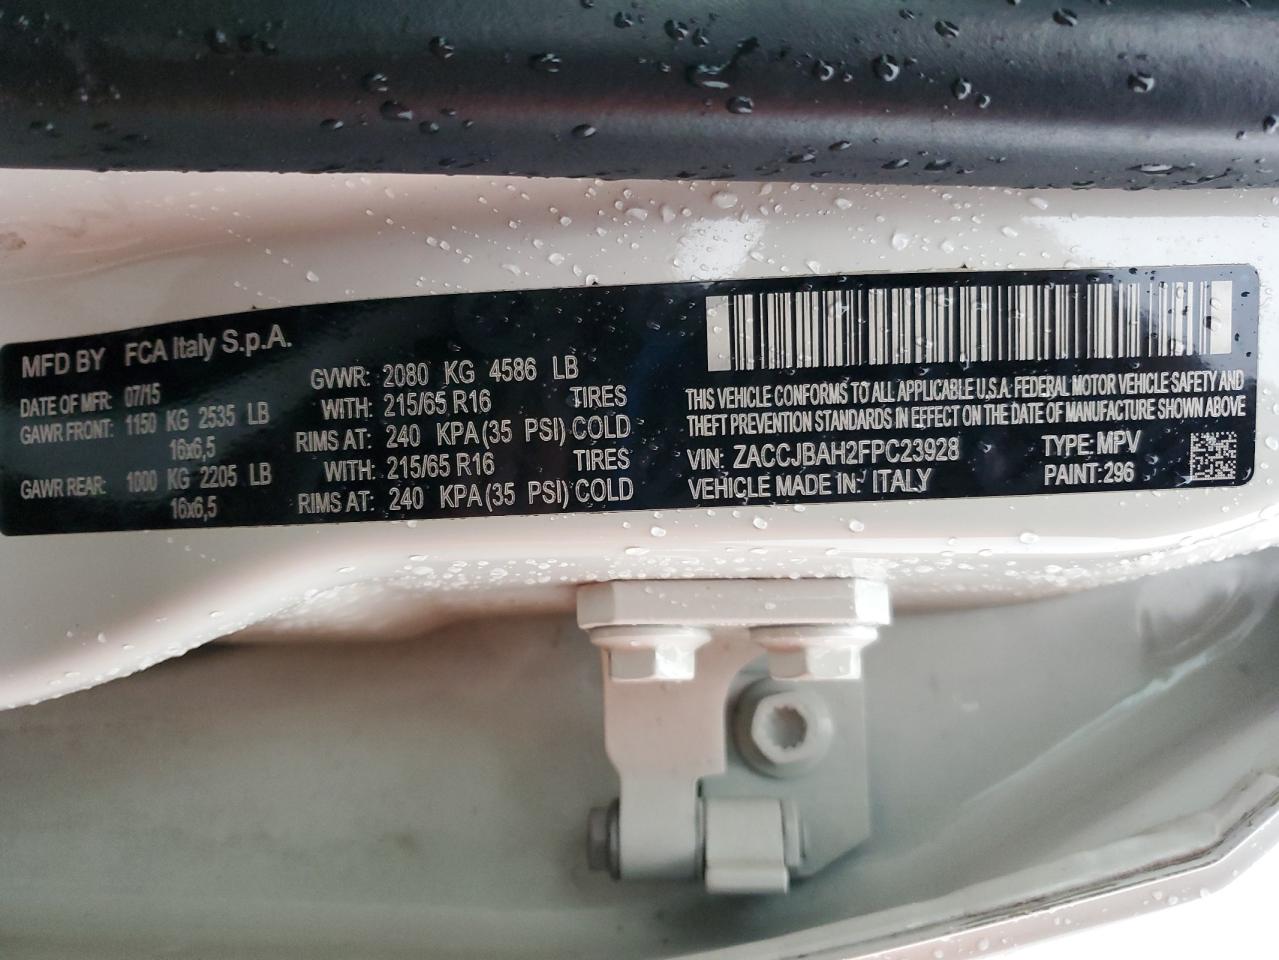 MFD BY FCA Italy S.p.A.
DATE OF MFR: 07/15 GVWR: 2080 KG 4586 LB
GAWR FRONT: 1150 KG 2535 LB WITH: 215/65 R16 TIRES
16x6,5 RIMS AT: 240 KPA(35 PSI) COLD
GAWR REAR: 1000 KG 2205 LB WITH: 215/65 R16 TIRES
16x6,5 RIMS AT: 240 KPA(35 PSI) COLD
THIS VEHICLE CONFORMS TO ALL APPLICABLE U.S.A. FEDERAL MOTOR VEHICLE SAFETY AND
THEFT PREVENTION STANDARDS IN EFFECT ON THE DATE OF MANUFACTURE SHOWN ABOVE
VIN: ZACCJBAH2FPC23928 TYPE: MPV
VEHICLE MADE IN: ITALY PAINT: 296